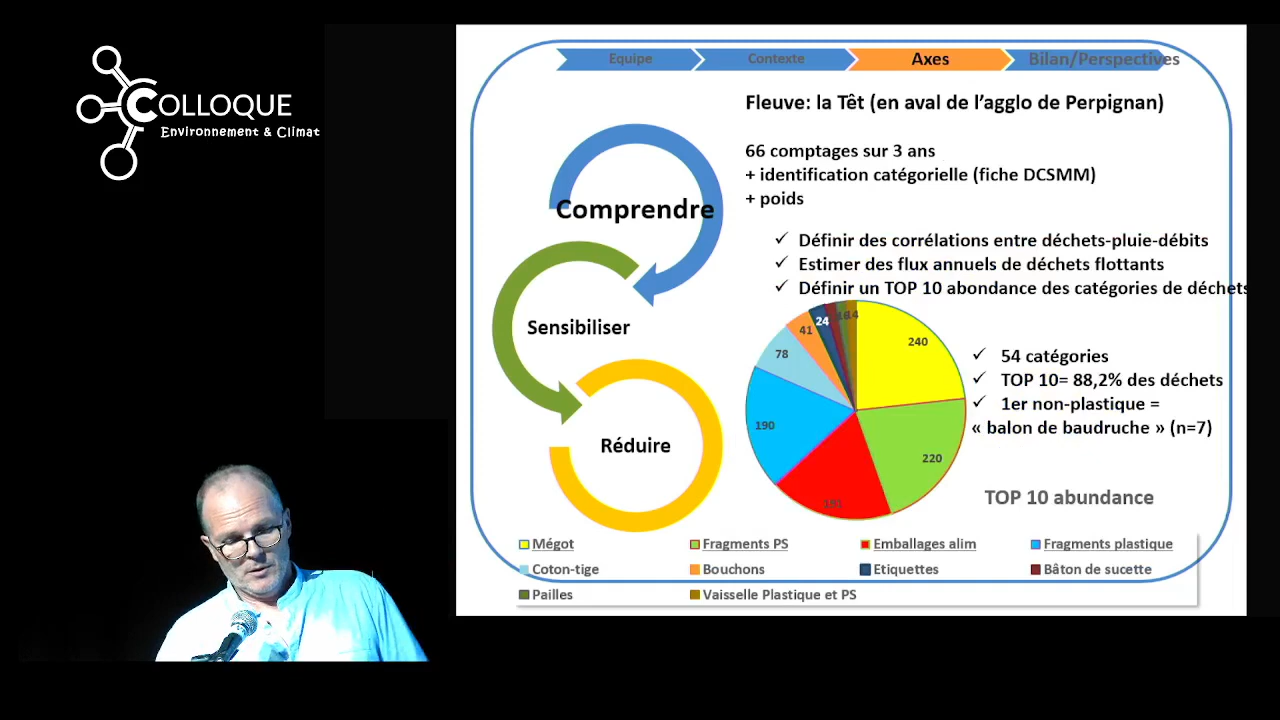 COLLOQUE
Environnement & Climat
Equipe
Contexte
Axes
Bilan/Perspectives
Fleuve: la Têt (en aval de l'agglo de Perpignan)
66 comptages sur 3 ans
+ identification catégorielle (fiche DCSMM)
+ poids
✓ Définir des corrélations entre déchets-pluie-débits
✓ Estimer des flux annuels de déchets flottants
✓ Définir un TOP 10 abondance des catégories de déchets
Comprendre
Sensibiliser
Réduire
240
220
190
78
41
24
14
✓ 54 catégories
✓ TOP 10= 88,2% des déchets
✓ 1er non-plastique =
« balon de baudruche » (n=7)
TOP 10 abundance
Mégot
Fragments PS
Emballages alim
Fragments plastique
Coton-tige
Bouchons
Etiquettes
Bâton de sucette
Pailles
Vaisselle Plastique et PS